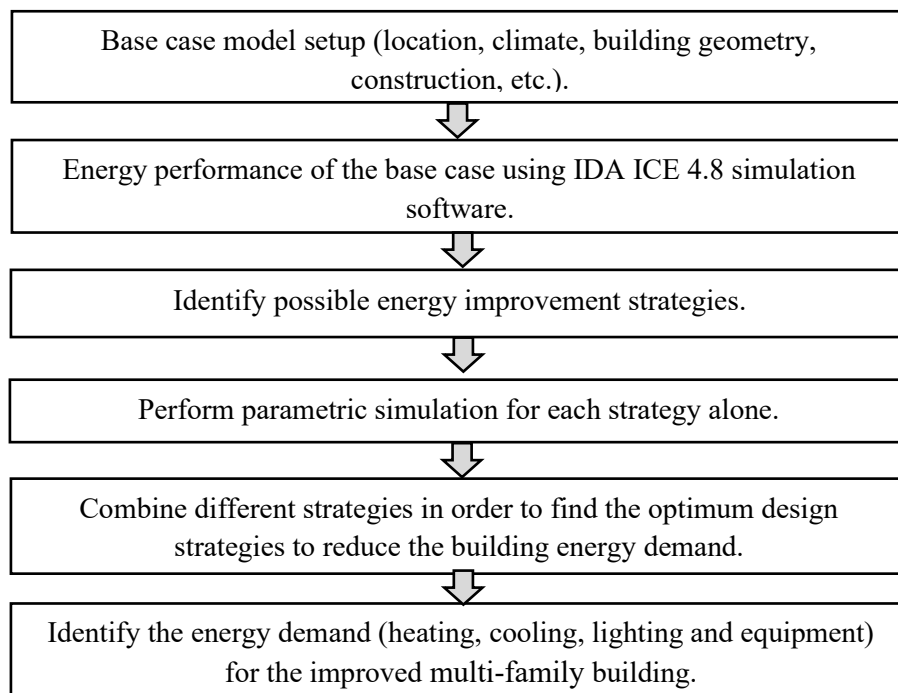 Base case model setup (location, climate, building geometry,
construction, etc.).
Energy performance of the base case using IDA ICE 4.8 simulation
software.
Identify possible energy improvement strategies.
Perform parametric simulation for each strategy alone.
Combine different strategies in order to find the optimum design
strategies to reduce the building energy demand.
Identify the energy demand (heating, cooling, lighting and equipment)
for the improved multi-family building.